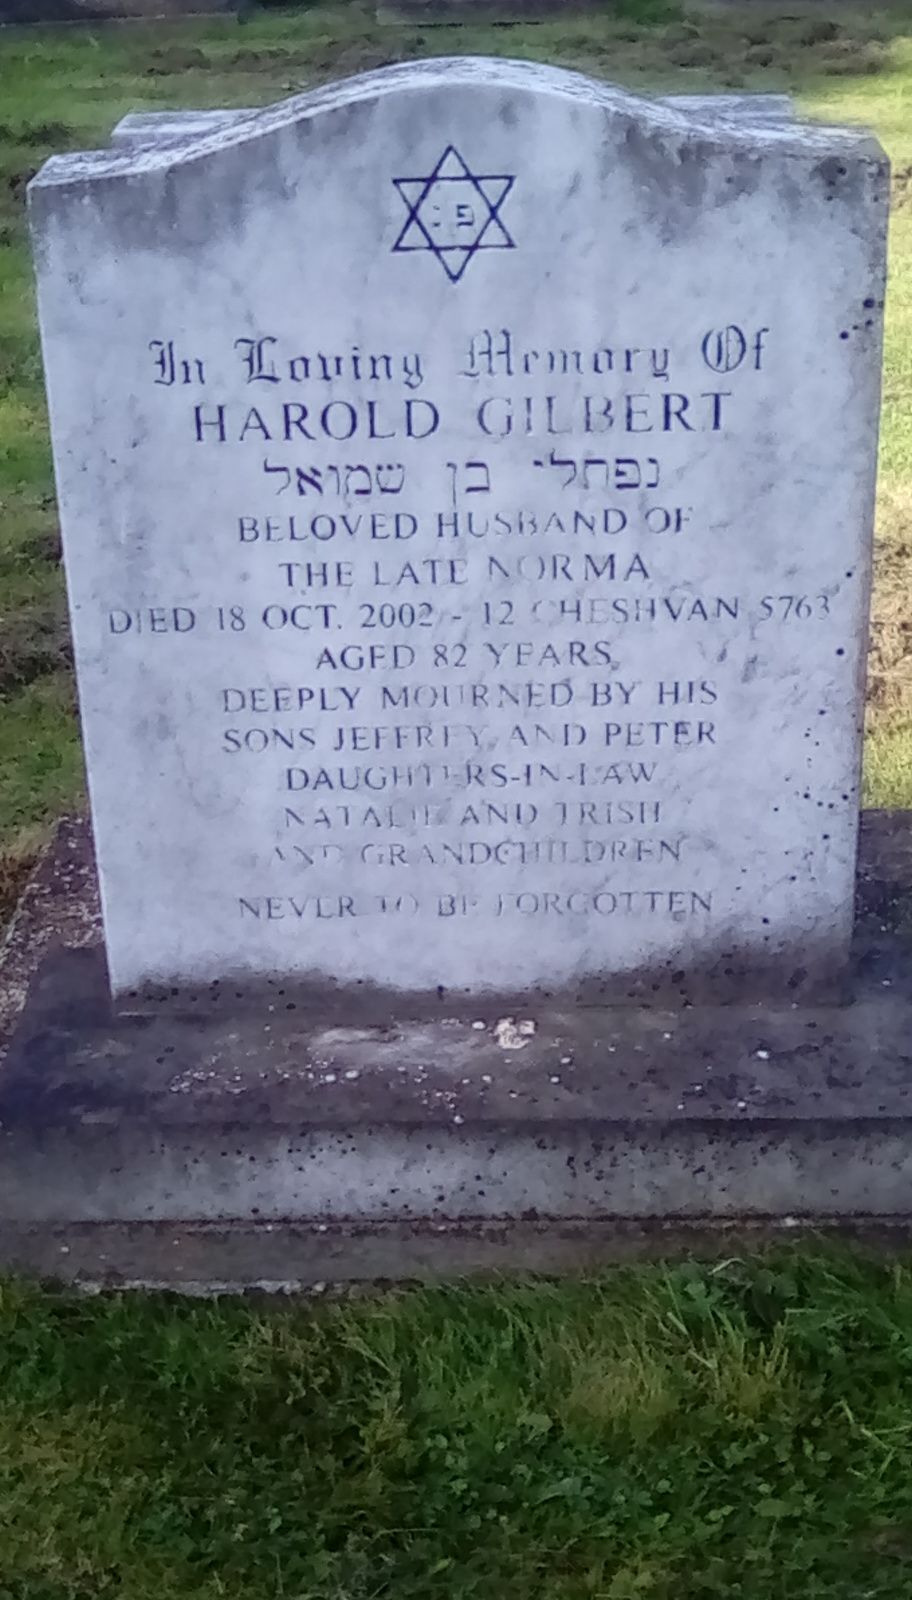 פ נ
In Loving Memory Of
HAROLD GILBERT
נפתלי בן שמואל
BELOVED HUSBAND OF
THE LATE NORMA
DIED 18 OCT. 2002 - 12 CHESHVAN 5763
AGED 82 YEARS
DEEPLY MOURNED BY HIS
SONS JEFFREY AND PETER
DAUGHTERS-IN-LAW
NATALIE AND TRISH
AND GRANDCHILDREN
NEVER TO BE FORGOTTEN